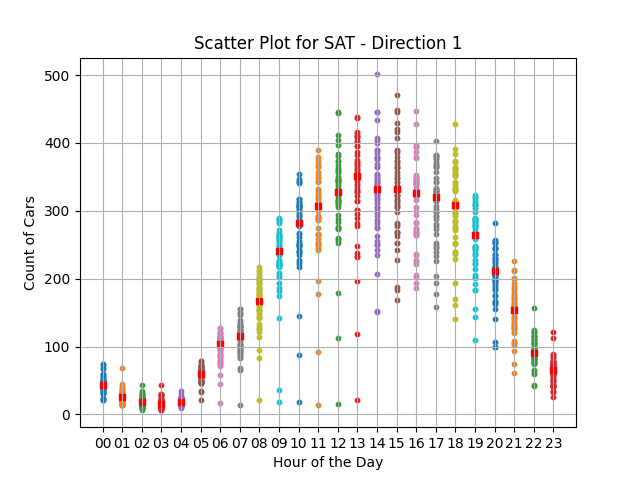 Scatter Plot for SAT - Direction 1
500
400
300
200
100
0
Count of Cars
00 01 02 03 04 05 06 07 08 09 10 11 12 13 14 15 16 17 18 19 20 21 22 23
Hour of the Day